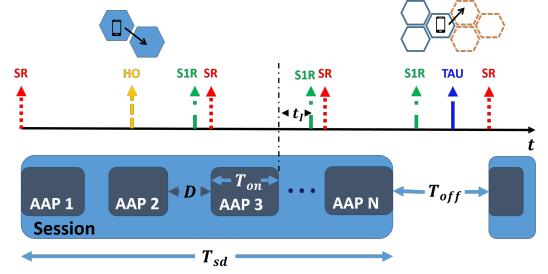 SR HO S1R SR S1R SR S1R TAU SR
t_I
t
AAP 1 AAP 2 D T_on AAP 3 ... AAP N T_off
Session
T_sd